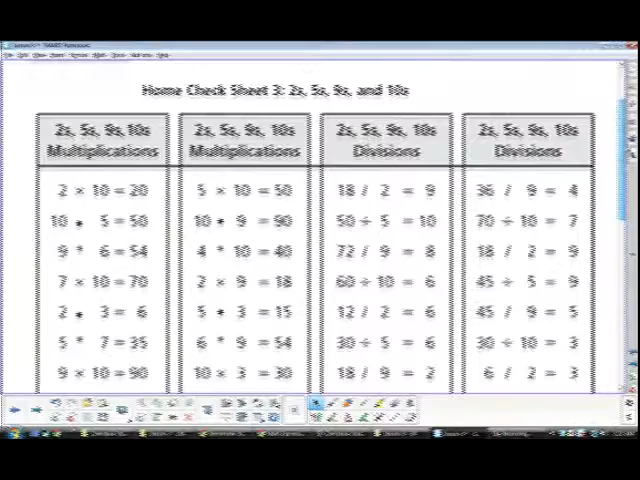 Home Check Sheet 3: 2s, 5s, 9s, and 10s
2s, 5s, 9s, 10s
Multiplications
2 × 10 = 20
10 • 5 = 50
9 * 6 = 54
7 × 10 = 70
2 • 3 = 6
5 * 7 = 35
9 × 10 = 90
2s, 5s, 9s, 10s
Multiplications
5 × 10 = 50
10 • 9 = 90
4 * 10 = 40
2 × 9 = 18
5 • 3 = 15
6 * 9 = 54
10 × 3 = 30
2s, 5s, 9s, 10s
Divisions
18 / 2 = 9
50 ÷ 5 = 10
72 / 9 = 8
60 ÷ 10 = 6
12 / 2 = 6
30 ÷ 5 = 6
18 / 9 = 2
2s, 5s, 9s, 10s
Divisions
36 / 9 = 4
70 ÷ 10 = 7
18 / 2 = 9
45 ÷ 5 = 9
45 / 9 = 5
30 ÷ 10 = 3
6 / 2 = 3